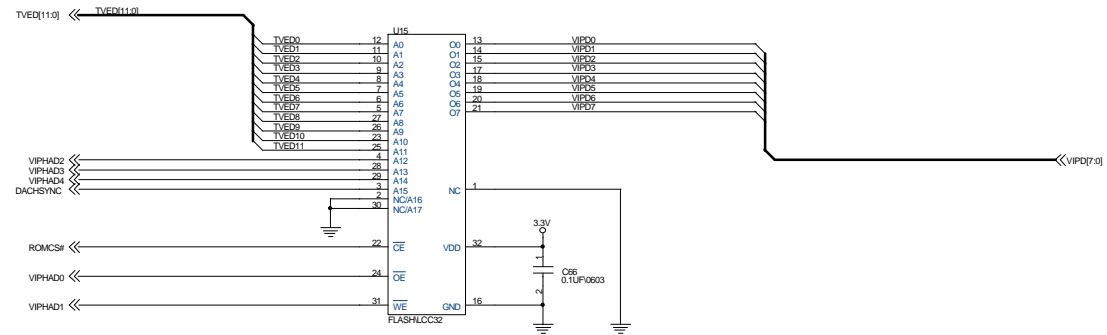 TVED[11:0] TVED[11:0]
U15
TVED0 12 A0 O0 13 VIPD0
TVED1 11 A1 O1 14 VIPD1
TVED2 10 A2 O2 15 VIPD2
TVED3 9 A3 O3 17 VIPD3
TVED4 8 A4 O4 18 VIPD4
TVED5 7 A5 O5 19 VIPD5
TVED6 6 A6 O6 20 VIPD6
TVED7 5 A7 O7 21 VIPD7
TVED8 27 A8
TVED9 26 A9
TVED10 23 A10
TVED11 25 A11
VIPHAD2 4 A12 VIPD[7:0]
VIPHAD3 28 A13
VIPHAD4 29 A14
DACHSYNC 3 A15 NC 1
2 NC/A16
30 NC/A17
3.3V
ROMCS# 22 CE VDD 32
1
C66
0.1UF\0603
VIPHAD0 24 OE
2
VIPHAD1 31 WE GND 16
FLASH\LCC32